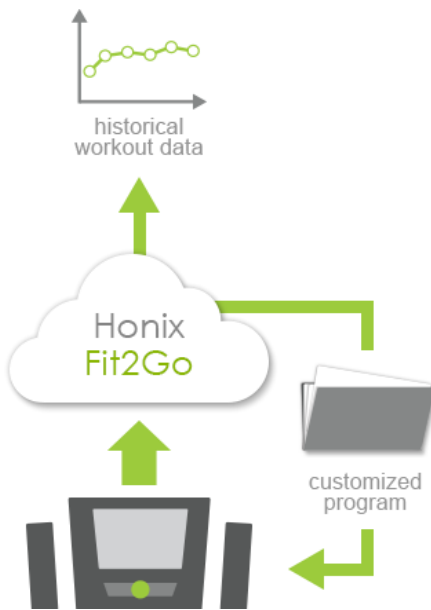 historical
workout data
Honix
Fit2Go
customized
program